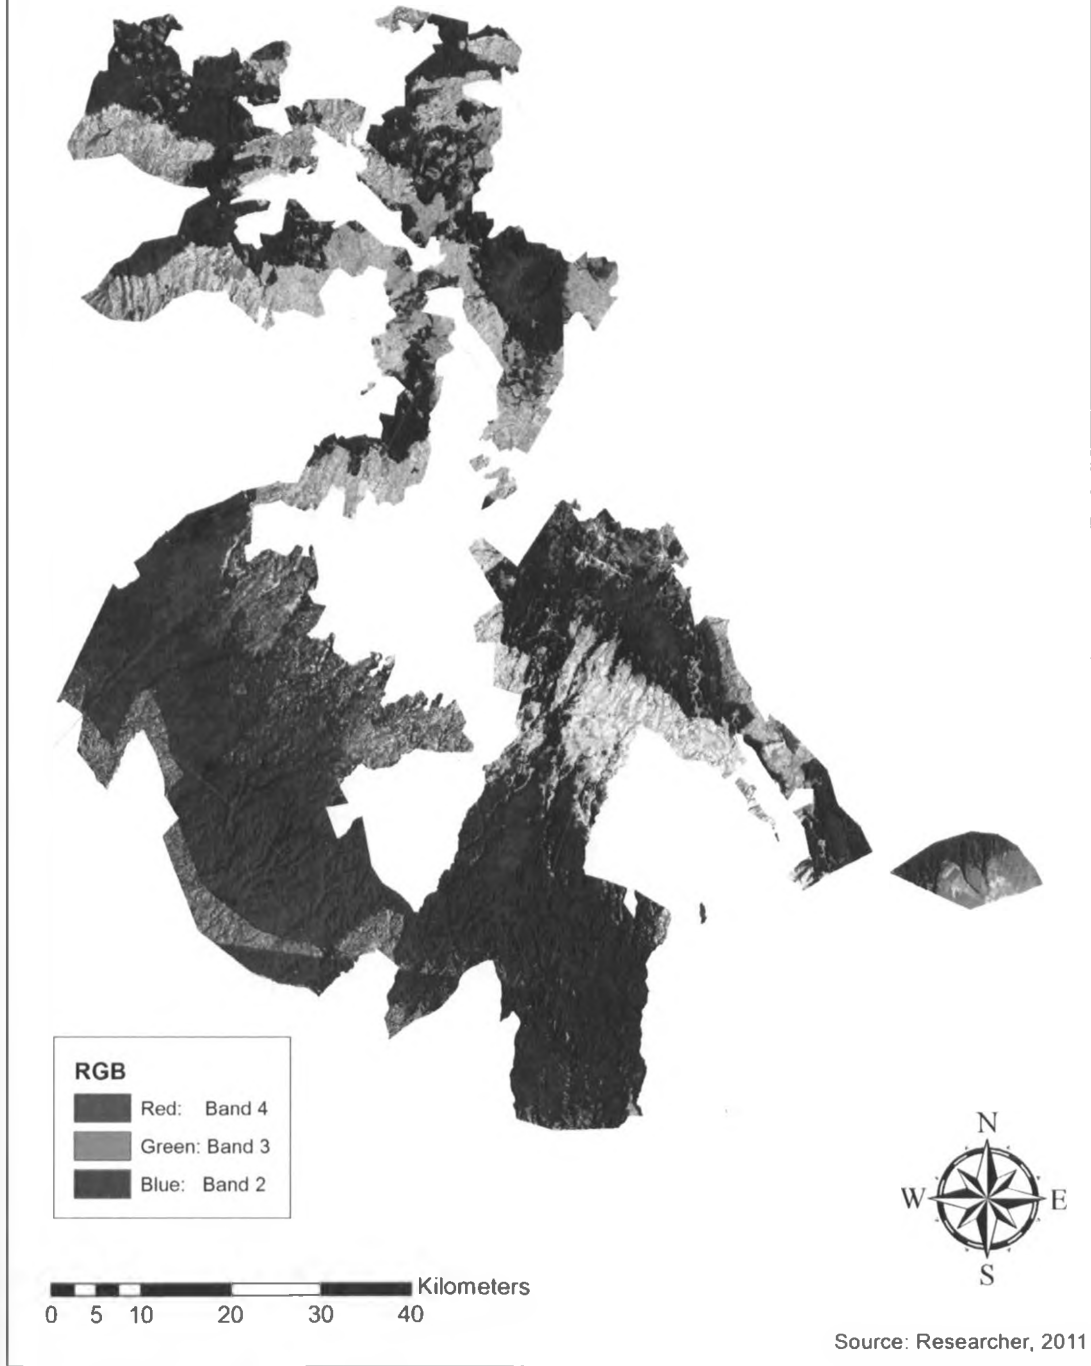 RGB
Red: Band 4
Green: Band 3
Blue: Band 2
N
W E
S
Kilometers
0 5 10 20 30 40
Source: Researcher, 2011